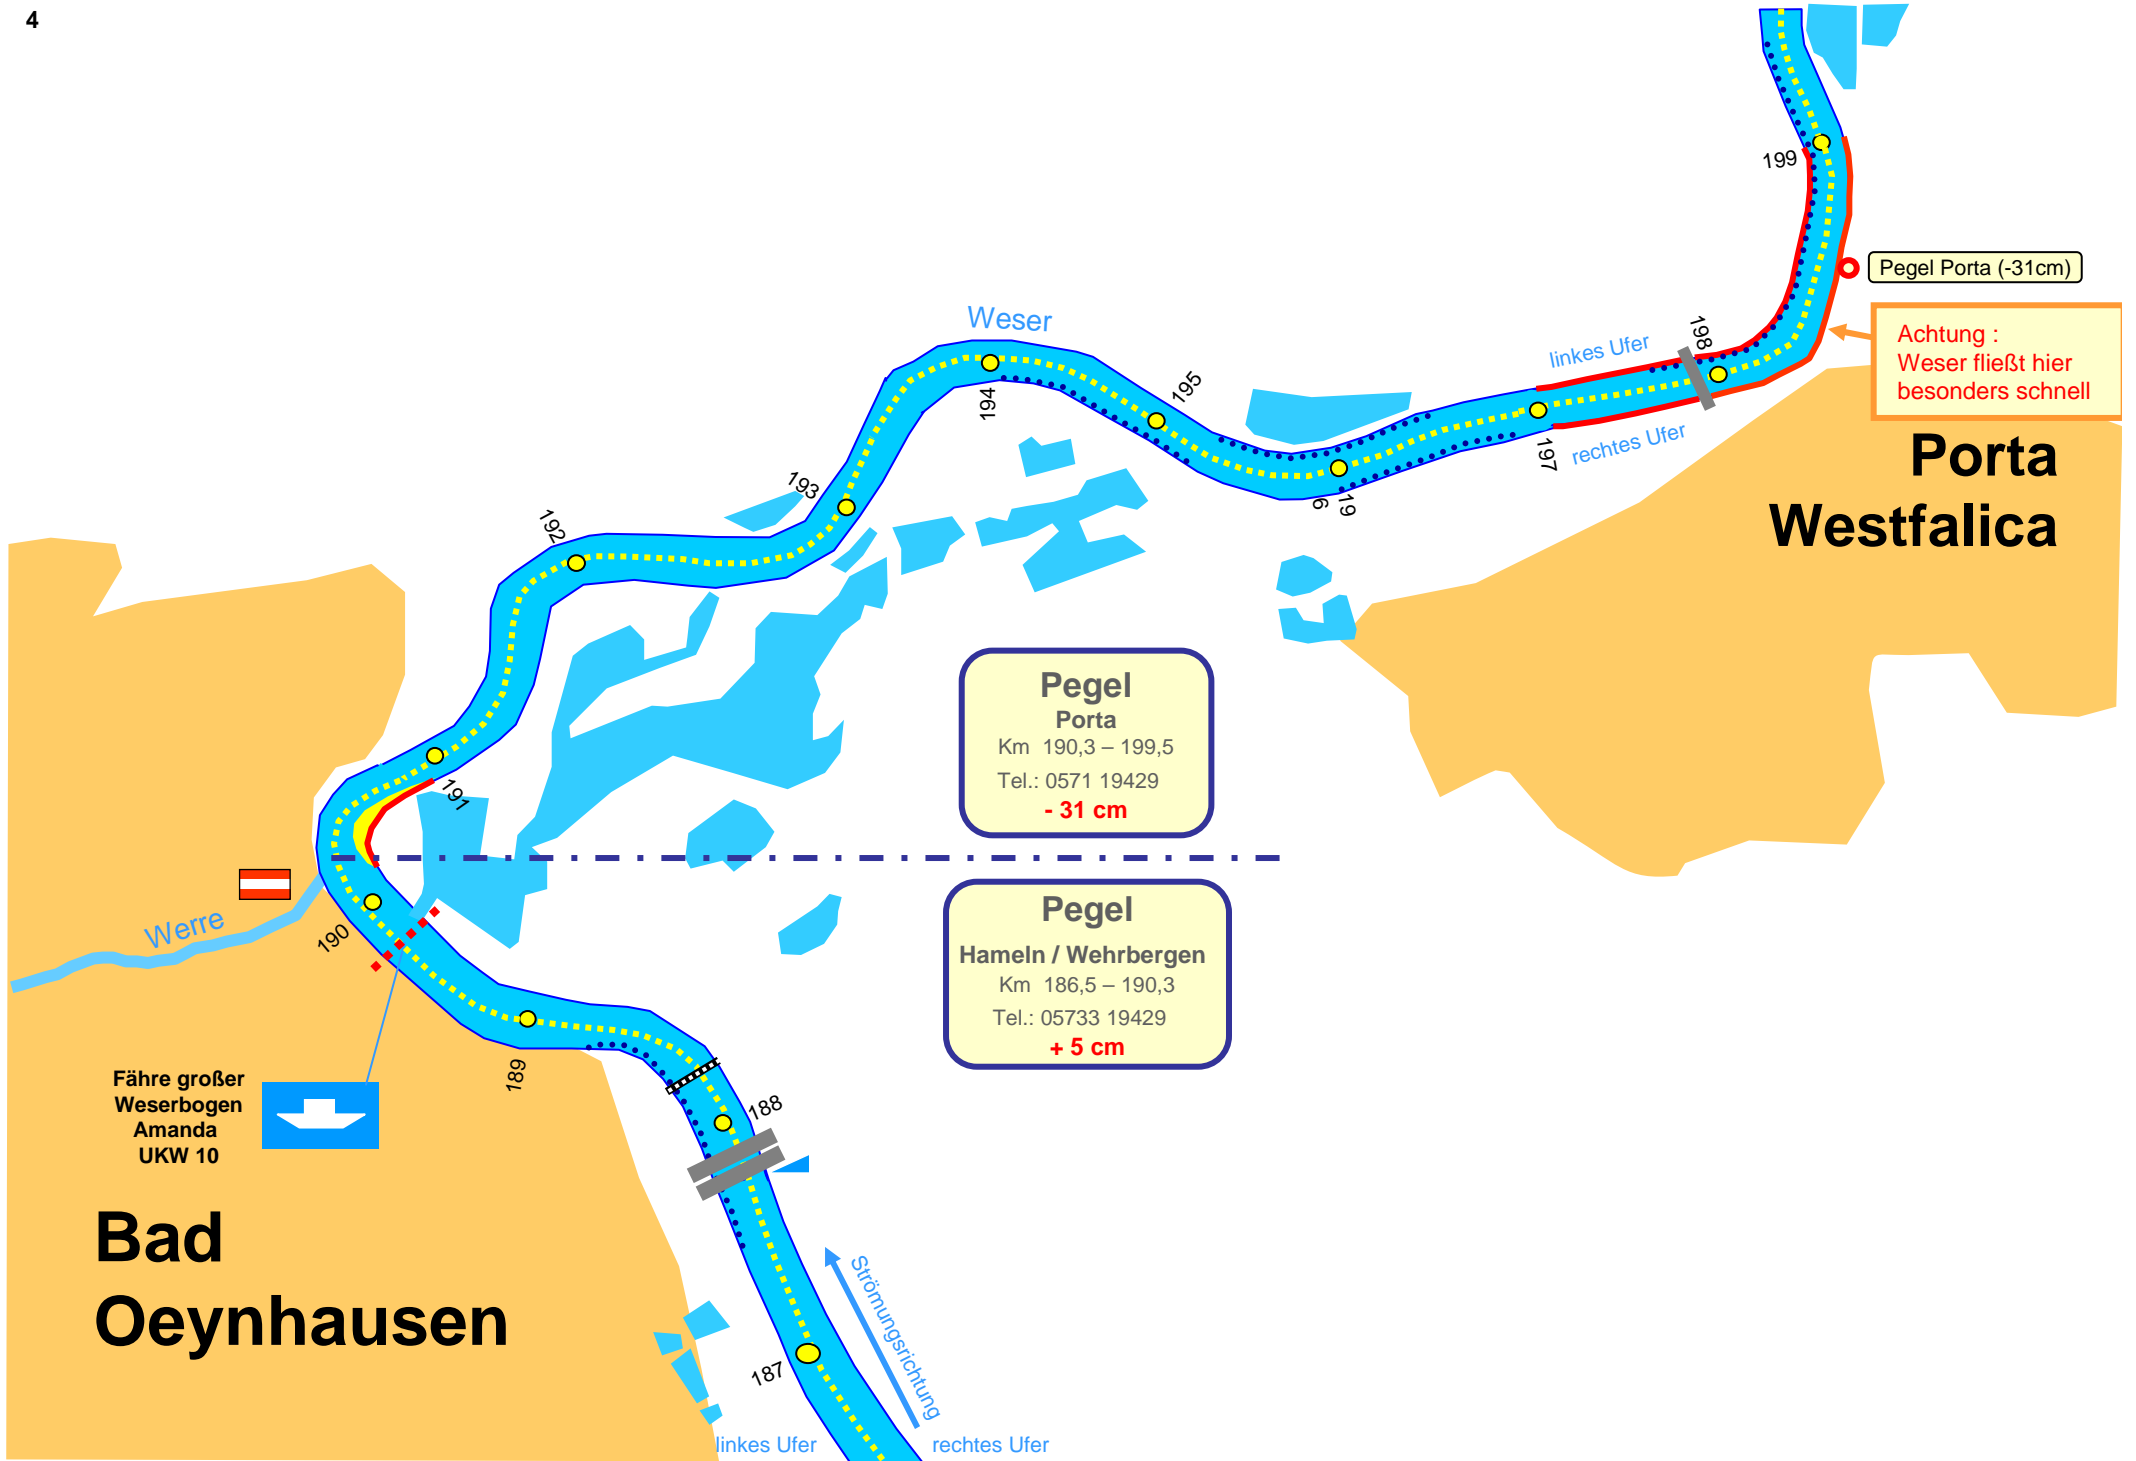 4
199
Pegel Porta (-31cm)
Achtung :
Weser fließt hier
besonders schnell
Weser
198
linkes Ufer
195
194
197
rechtes Ufer
Porta
Westfalica
193
19
6
192
Pegel
Porta
Km 190,3 – 199,5
Tel.: 0571 19429
- 31 cm
191
Werre
190
Pegel
Hameln / Wehrbergen
Km 186,5 – 190,3
Tel.: 05733 19429
+ 5 cm
189
Fähre großer
Weserbogen
Amanda
UKW 10
188
Bad
Oeynhausen
Strömungsrichtung
187
linkes Ufer
rechtes Ufer